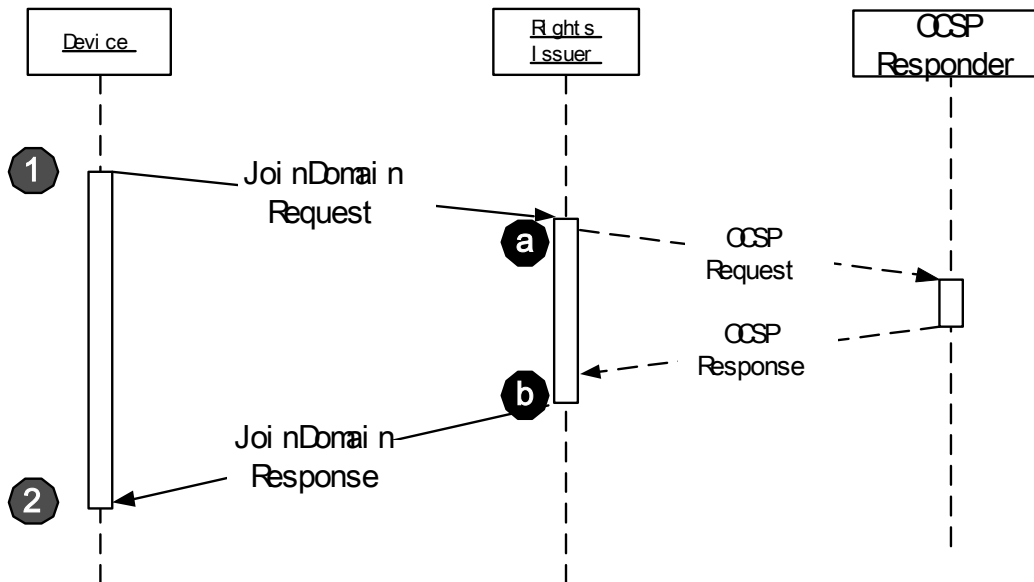 Device
Rights
Issuer
OCSP
Responder
1
JoinDomain
Request
a
OCSP
Request
OCSP
Response
b
JoinDomain
Response
2